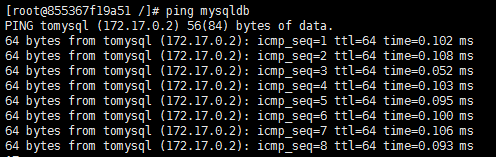 [root@855367f19a51 /]# ping mysqldb
PING tomysql (172.17.0.2) 56(84) bytes of data.
64 bytes from tomysql (172.17.0.2): icmp_seq=1 ttl=64 time=0.102 ms
64 bytes from tomysql (172.17.0.2): icmp_seq=2 ttl=64 time=0.108 ms
64 bytes from tomysql (172.17.0.2): icmp_seq=3 ttl=64 time=0.052 ms
64 bytes from tomysql (172.17.0.2): icmp_seq=4 ttl=64 time=0.103 ms
64 bytes from tomysql (172.17.0.2): icmp_seq=5 ttl=64 time=0.095 ms
64 bytes from tomysql (172.17.0.2): icmp_seq=6 ttl=64 time=0.100 ms
64 bytes from tomysql (172.17.0.2): icmp_seq=7 ttl=64 time=0.106 ms
64 bytes from tomysql (172.17.0.2): icmp_seq=8 ttl=64 time=0.093 ms